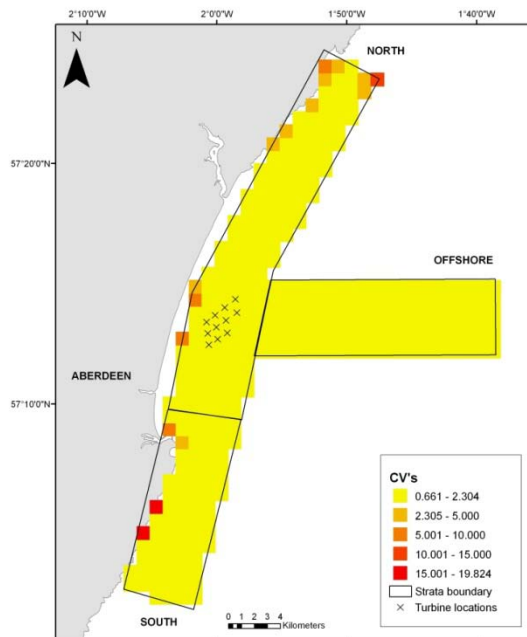 2°10'0"W
2°0'0"W
1°50'0"W
1°40'0"W
N
NORTH
57°20'0"N
OFFSHORE
ABERDEEN
57°10'0"N
CV's
0.661 - 2.304
2.305 - 5.000
5.001 - 10.000
10.001 - 15.000
15.001 - 19.824
Strata boundary
Turbine locations
SOUTH
0 1 2 3 4
Kilometers